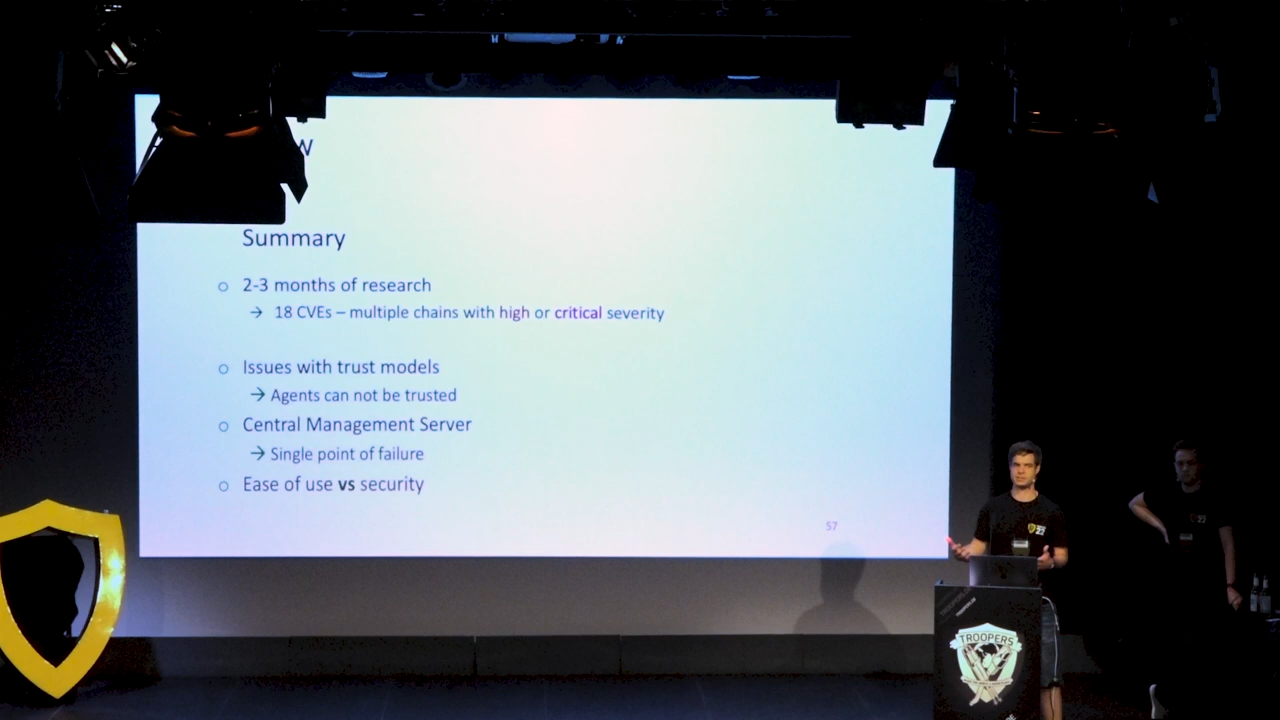 Summary
○ 2-3 months of research
→ 18 CVEs – multiple chains with high or critical severity
○ Issues with trust models
→ Agents can not be trusted
○ Central Management Server
→ Single point of failure
○ Ease of use vs security
57
TROOPERS